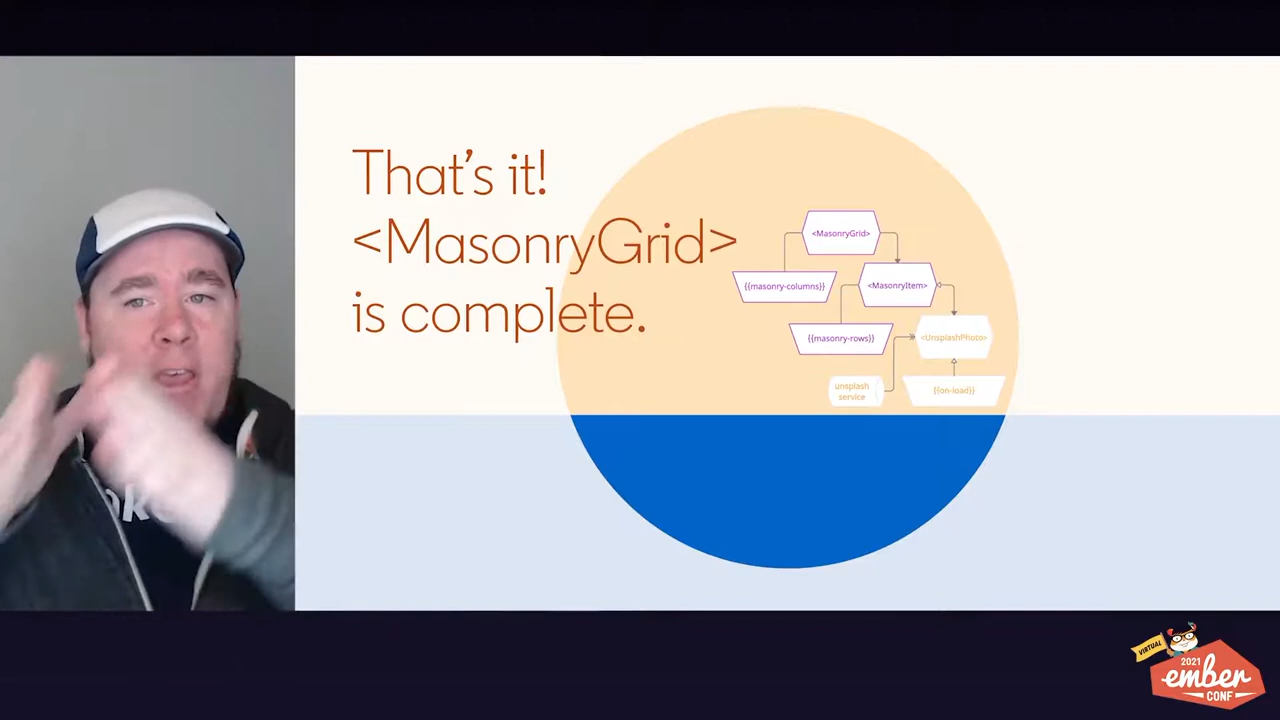 That's it!
<MasonryGrid>
is complete.
<MasonryGrid>
{{masonry-columns}}
<MasonryItem>
{{masonry-rows}}
<UnsplashPhoto>
unsplash
service
{{on-load}}
VIRTUAL
2021
ember
CONF